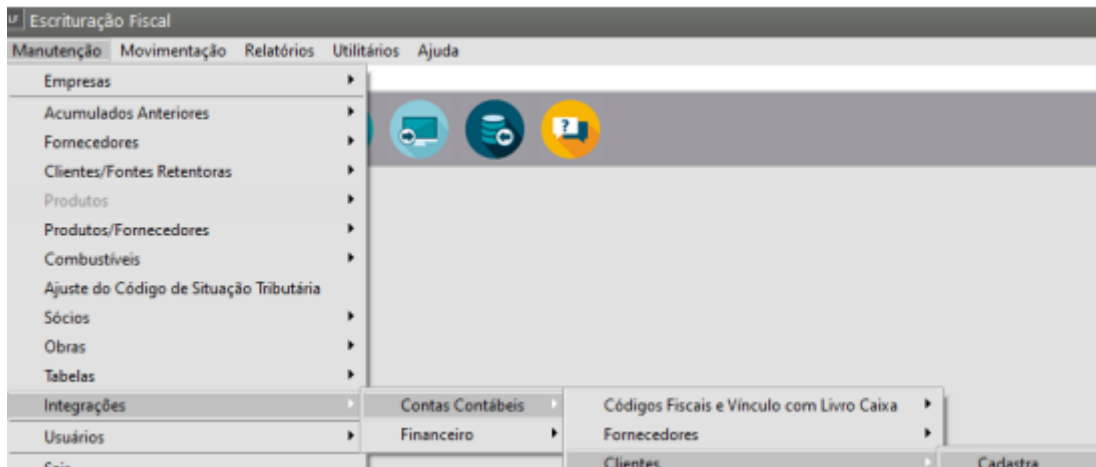 LF Escrituração Fiscal
Manutenção Movimentação Relatórios Utilitários Ajuda
Empresas
Acumulados Anteriores
Fornecedores
Clientes/Fontes Retentoras
Produtos
Produtos/Fornecedores
Combustíveis
Ajuste do Código de Situação Tributária
Sócios
Obras
Tabelas
Integrações Contas Contábeis Códigos Fiscais e Vínculo com Livro Caixa
Usuários Financeiro Fornecedores
Sair Clientes Cadastra